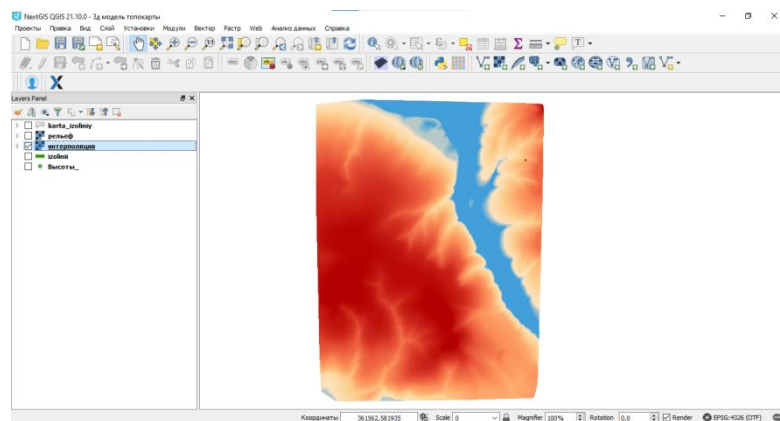 NextGIS QGIS 21.10.0 - 3д модель топокарты
Проекты Правка Вид Слой Установки Модули Вектор Растр Web Анализ данных Справка
Layers Panel
karta_izoliniy
рельеф
интерполяция
izolinii
Высоты_
Координаты 361562,581935 Scale 0 Magnifier 100% Rotation 0,0 Render EPSG:4326 (OTF)